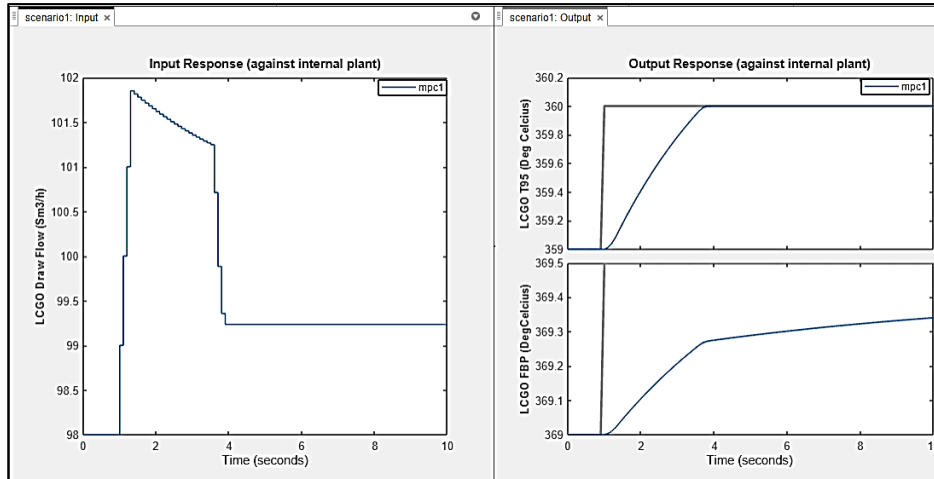 scenario1: Input ×
scenario1: Output ×
Input Response (against internal plant)
mpc1
LCGO Draw Flow (Sm3/h)
102
101.5
101
100.5
100
99.5
99
98.5
98
0 2 4 6 8 10
Time (seconds)
Output Response (against internal plant)
mpc1
LCGO T95 (Deg Celcius)
360.2
360
359.8
359.6
359.4
359.2
359
LCGO FBP (DegCelcius)
369.5
369.4
369.3
369.2
369.1
369
0 2 4 6 8 1
Time (seconds)